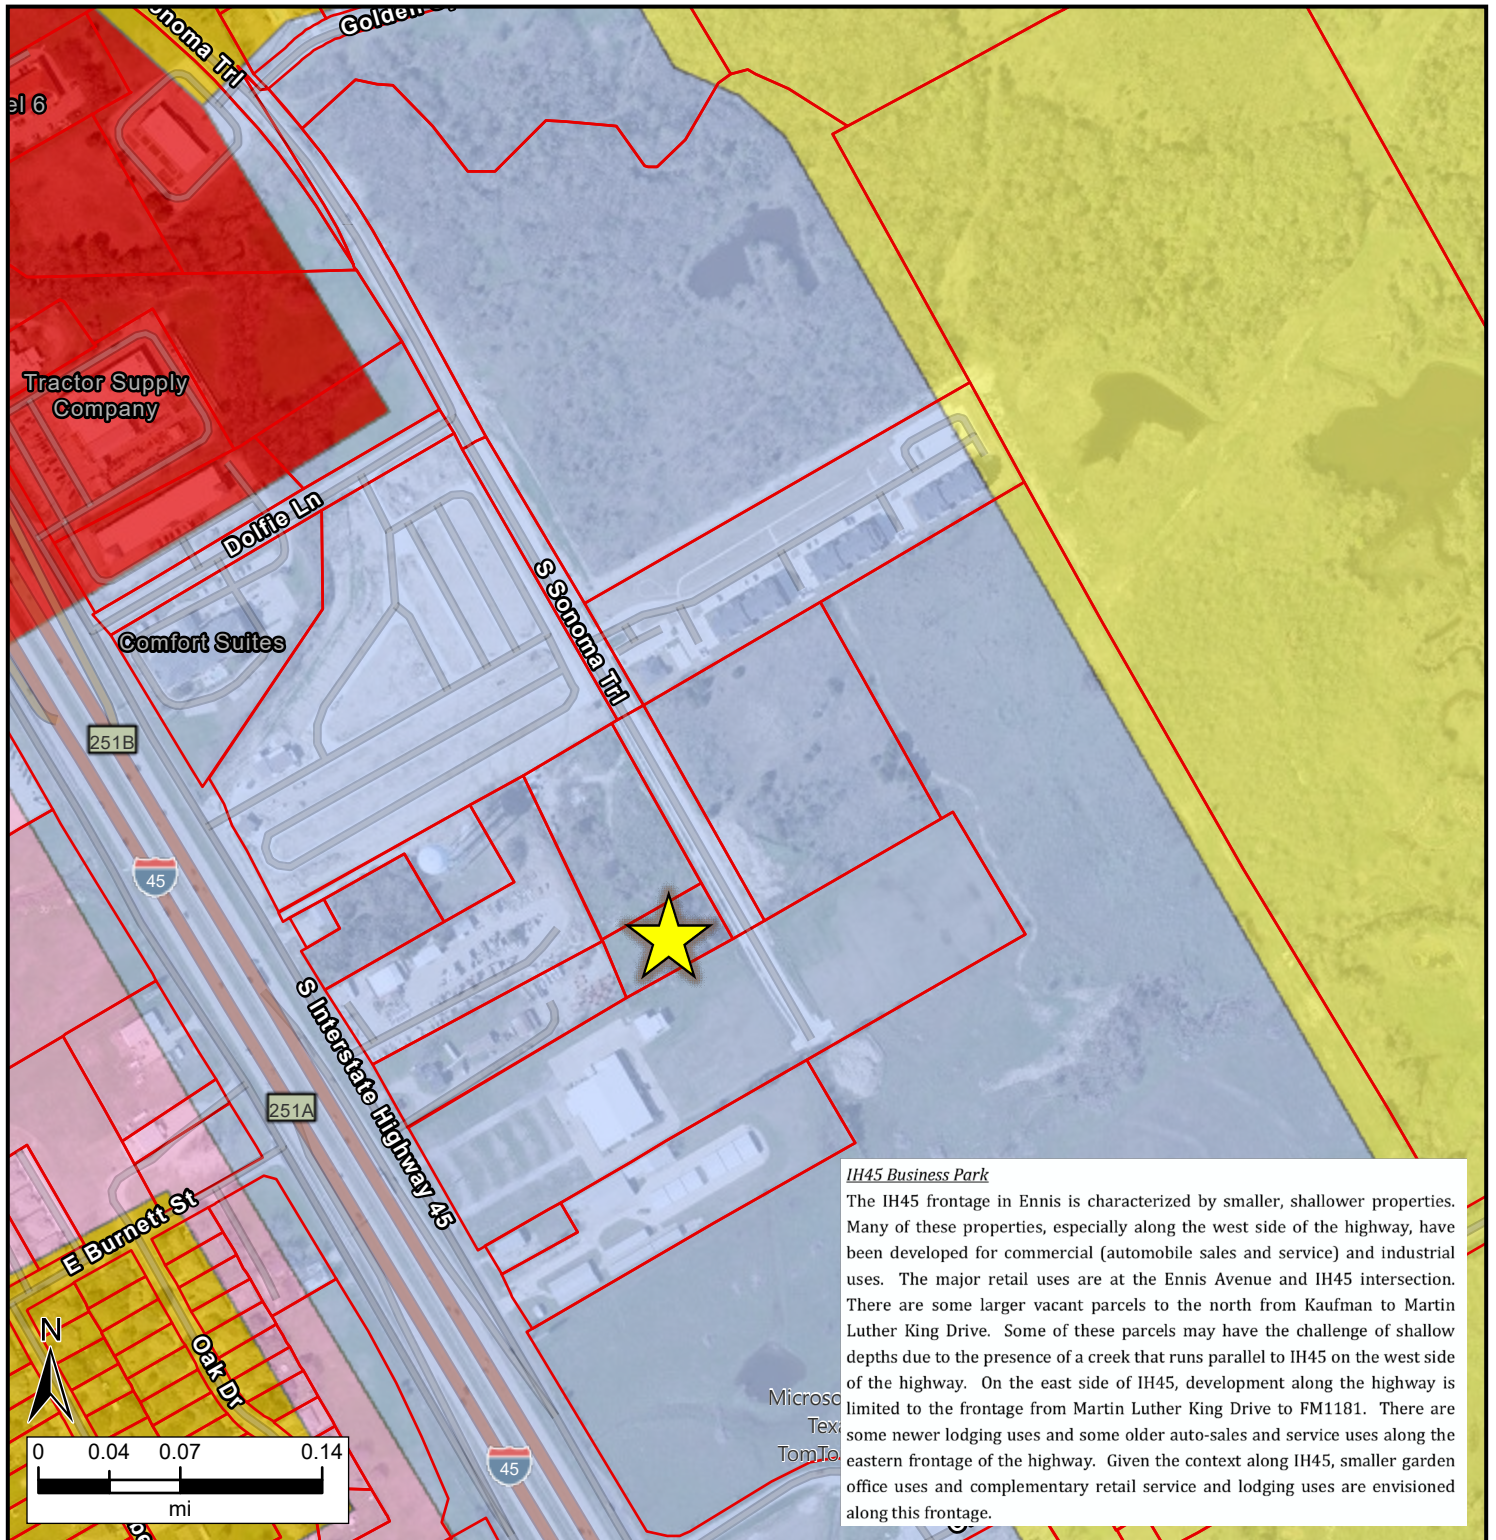 Sonoma Trl
Golden
el 6
Tractor Supply
Company
Dolfie Ln
S Sonoma Trl
Comfort Suites
251B
45
S Interstate Highway 45
251A
E Burnett St
Oak Dr
N
0 0.04 0.07 0.14
mi
45
Microso
Texa
TomTo
IH45 Business Park
The IH45 frontage in Ennis is characterized by smaller, shallower properties.
Many of these properties, especially along the west side of the highway, have
been developed for commercial (automobile sales and service) and industrial
uses. The major retail uses are at the Ennis Avenue and IH45 intersection.
There are some larger vacant parcels to the north from Kaufman to Martin
Luther King Drive. Some of these parcels may have the challenge of shallow
depths due to the presence of a creek that runs parallel to IH45 on the west side
of the highway. On the east side of IH45, development along the highway is
limited to the frontage from Martin Luther King Drive to FM1181. There are
some newer lodging uses and some older auto-sales and service uses along the
eastern frontage of the highway. Given the context along IH45, smaller garden
office uses and complementary retail service and lodging uses are envisioned
along this frontage.